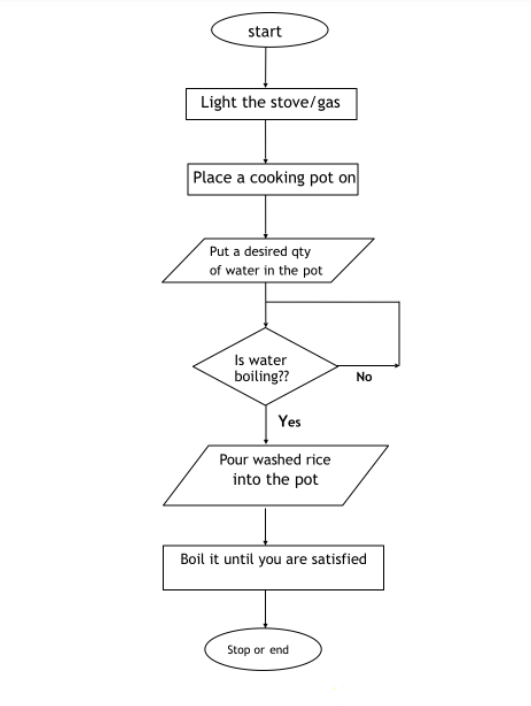 start
Light the stove/gas
Place a cooking pot on
Put a desired qty
of water in the pot
Is water
boiling??
No
Yes
Pour washed rice
into the pot
Boil it until you are satisfied
Stop or end